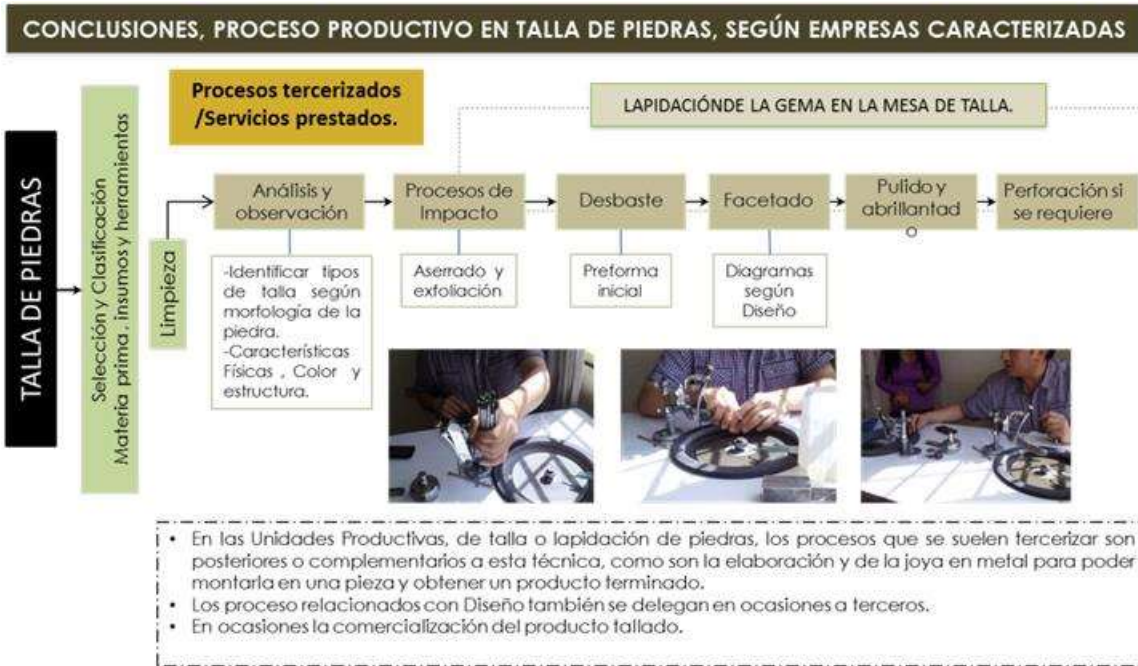 CONCLUSIONES, PROCESO PRODUCTIVO EN TALLA DE PIEDRAS, SEGÚN EMPRESAS CARACTERIZADAS
Procesos tercerizados
/Servicios prestados.
LAPIDACIÓNDE LA GEMA EN LA MESA DE TALLA.
TALLA DE PIEDRAS
Selección y Clasificación
Materia prima , insumos y herramientas
Limpieza
Análisis y
observación
Procesos de
Impacto
Desbaste
Facetado
Pulido y
abrillantad
o
Perforación si
se requiere
-Identificar tipos
de talla según
morfología de la
piedra.
-Características
Físicas , Color y
estructura.
Aserrado y
exfoliación
Preforma
inicial
Diagramas
según
Diseño
• En las Unidades Productivas, de talla o lapidación de piedras, los procesos que se suelen tercerizar son
posteriores o complementarios a esta técnica, como son la elaboración y de la joya en metal para poder
montarla en una pieza y obtener un producto terminado.
• Los proceso relacionados con Diseño también se delegan en ocasiones a terceros.
• En ocasiones la comercialización del producto tallado.